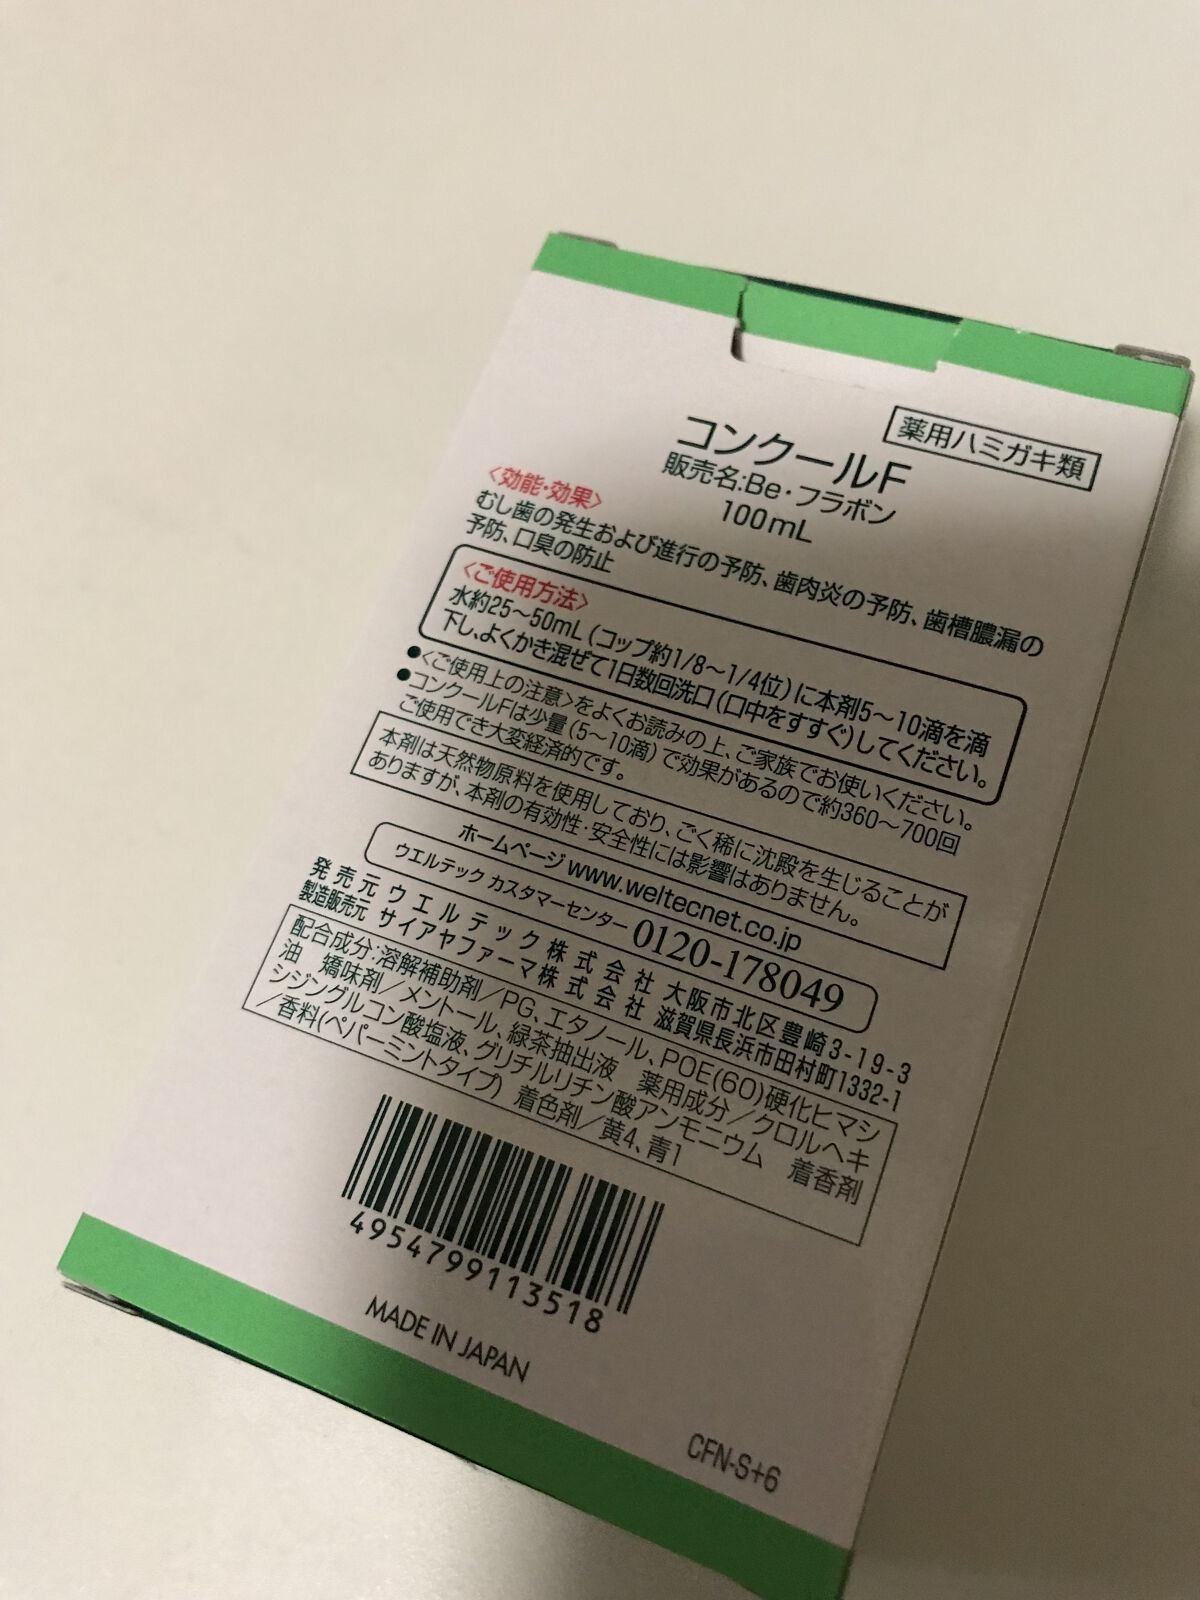 薬用ハミガキ類
コンクールF
販売名:Be・フラボン
100mL
〈効能・効果〉
むし歯の発生および進行の予防、歯肉炎の予防、歯槽膿漏の
予防、口臭の防止
〈ご使用方法〉
水約25〜50mL(コップ約1/8〜1/4位)に本剤5〜10滴を滴
下し、よくかき混ぜて1日数回洗口(口中をすすぐ)してください。
●〈ご使用上の注意〉をよくお読みの上、ご家族でお使いください。
●コンクールFは少量(5〜10滴)で効果があるので約360〜700回
ご使用でき大変経済的です。
本剤は天然物原料を使用しており、ごく稀に沈殿を生じることが
ありますが、本剤の有効性・安全性には影響はありません。
ホームページ www.weltecnet.co.jp
ウエルテック カスタマーセンター 0120-178049
発売元 ウエルテック株式会社 大阪市北区豊崎3-19-3
製造販売元 サイアヤファーマ株式会社 滋賀県長浜市田村町1332-1
配合成分:溶解補助剤/PG、エタノール、POE(60)硬化ヒマシ
油 矯味剤/メントール、緑茶抽出液 薬用成分/クロルヘキ
シジングルコン酸塩液、グリチルリチン酸アンモニウム 着香剤
/香料(ペパーミントタイプ) 着色剤/黄4、青1
4954799113518
MADE IN JAPAN
CFN-S+6